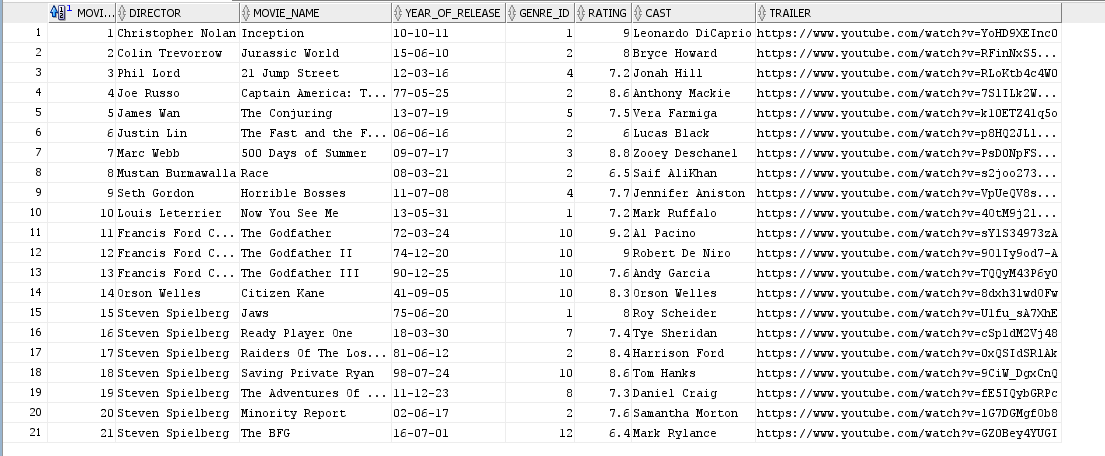 MOVI... DIRECTOR MOVIE_NAME YEAR_OF_RELEASE GENRE_ID RATING CAST TRAILER
1 1 Christopher Nolan Inception 10-10-11 1 9 Leonardo DiCaprio https://www.youtube.com/watch?v=YoHD9XEInc0
2 2 Colin Trevorrow Jurassic World 15-06-10 2 8 Bryce Howard https://www.youtube.com/watch?v=RFinNxS5...
3 3 Phil Lord 21 Jump Street 12-03-16 4 7.2 Jonah Hill https://www.youtube.com/watch?v=RLoKtb4c4W0
4 4 Joe Russo Captain America: T... 77-05-25 2 8.6 Anthony Mackie https://www.youtube.com/watch?v=7SlILk2W...
5 5 James Wan The Conjuring 13-07-19 5 7.5 Vera Farmiga https://www.youtube.com/watch?v=k10ETZ41q5o
6 6 Justin Lin The Fast and the F... 06-06-16 2 6 Lucas Black https://www.youtube.com/watch?v=p8HQ2JLl...
7 7 Marc Webb 500 Days of Summer 09-07-17 3 8.8 Zooey Deschanel https://www.youtube.com/watch?v=PsD0NpFS...
8 8 Mustan Burmawalla Race 08-03-21 2 6.5 Saif AliKhan https://www.youtube.com/watch?v=s2joo273...
9 9 Seth Gordon Horrible Bosses 11-07-08 4 7.7 Jennifer Aniston https://www.youtube.com/watch?v=VpUeQV8s...
10 10 Louis Leterrier Now You See Me 13-05-31 1 7.2 Mark Ruffalo https://www.youtube.com/watch?v=4OtM9j2l...
11 11 Francis Ford C... The Godfather 72-03-24 10 9.2 Al Pacino https://www.youtube.com/watch?v=sY1S34973zA
12 12 Francis Ford C... The Godfather II 74-12-20 10 9 Robert De Niro https://www.youtube.com/watch?v=9O1Iy9od7-A
13 13 Francis Ford C... The Godfather III 90-12-25 10 7.6 Andy Garcia https://www.youtube.com/watch?v=TQQyM43P6y0
14 14 Orson Welles Citizen Kane 41-09-05 10 8.3 Orson Welles https://www.youtube.com/watch?v=8dxh3lwdOFw
15 15 Steven Spielberg Jaws 75-06-20 1 8 Roy Scheider https://www.youtube.com/watch?v=U1fu_sA7XhE
16 16 Steven Spielberg Ready Player One 18-03-30 7 7.4 Tye Sheridan https://www.youtube.com/watch?v=cSp1dM2Vj48
17 17 Steven Spielberg Raiders Of The Los... 81-06-12 2 8.4 Harrison Ford https://www.youtube.com/watch?v=0xQSIdSRlAk
18 18 Steven Spielberg Saving Private Ryan 98-07-24 10 8.6 Tom Hanks https://www.youtube.com/watch?v=9CiW_DgxCnQ
19 19 Steven Spielberg The Adventures Of ... 11-12-23 8 7.3 Daniel Craig https://www.youtube.com/watch?v=fE5IQybGRPc
20 20 Steven Spielberg Minority Report 02-06-17 2 7.6 Samantha Morton https://www.youtube.com/watch?v=lG7DGMgfOb8
21 21 Steven Spielberg The BFG 16-07-01 12 6.4 Mark Rylance https://www.youtube.com/watch?v=GZ0Bey4YUGI